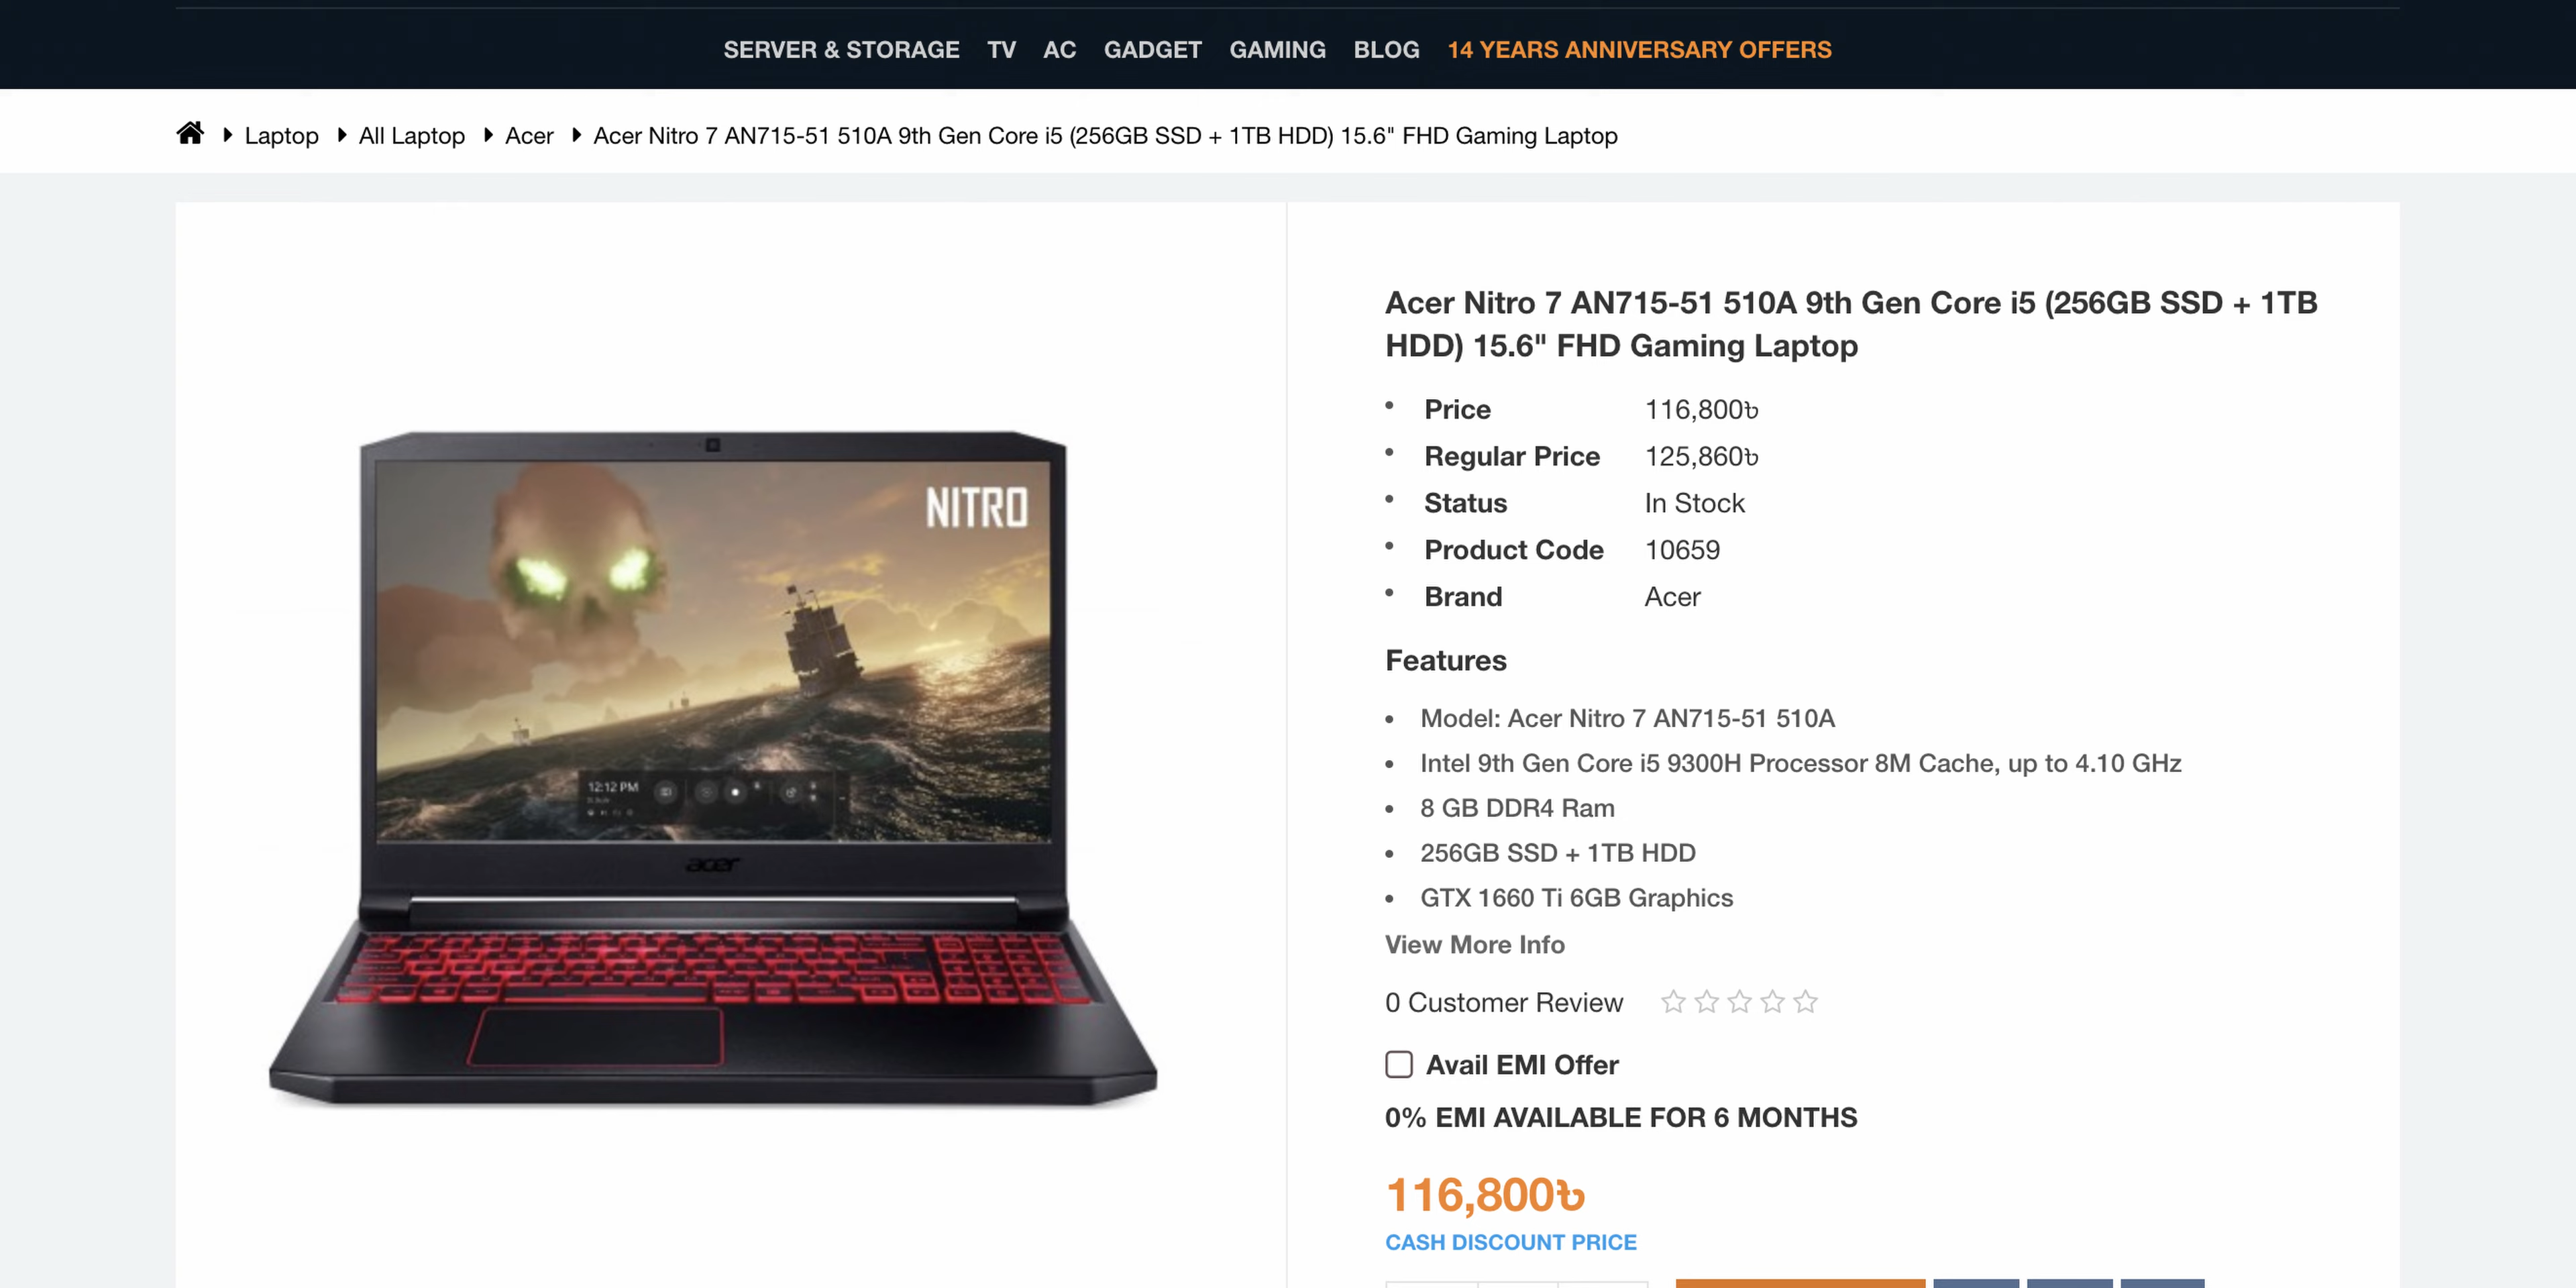 SERVER & STORAGE TV AC GADGET GAMING BLOG 14 YEARS ANNIVERSARY OFFERS
Laptop All Laptop Acer Acer Nitro 7 AN715-51 510A 9th Gen Core i5 (256GB SSD + 1TB HDD) 15.6" FHD Gaming Laptop
NITRO
12:12 PM
acer
Acer Nitro 7 AN715-51 510A 9th Gen Core i5 (256GB SSD + 1TB
HDD) 15.6" FHD Gaming Laptop
• Price 116,800৳
• Regular Price 125,860৳
• Status In Stock
• Product Code 10659
• Brand Acer
Features
• Model: Acer Nitro 7 AN715-51 510A
• Intel 9th Gen Core i5 9300H Processor 8M Cache, up to 4.10 GHz
• 8 GB DDR4 Ram
• 256GB SSD + 1TB HDD
• GTX 1660 Ti 6GB Graphics
View More Info
0 Customer Review
Avail EMI Offer
0% EMI AVAILABLE FOR 6 MONTHS
116,800৳
CASH DISCOUNT PRICE